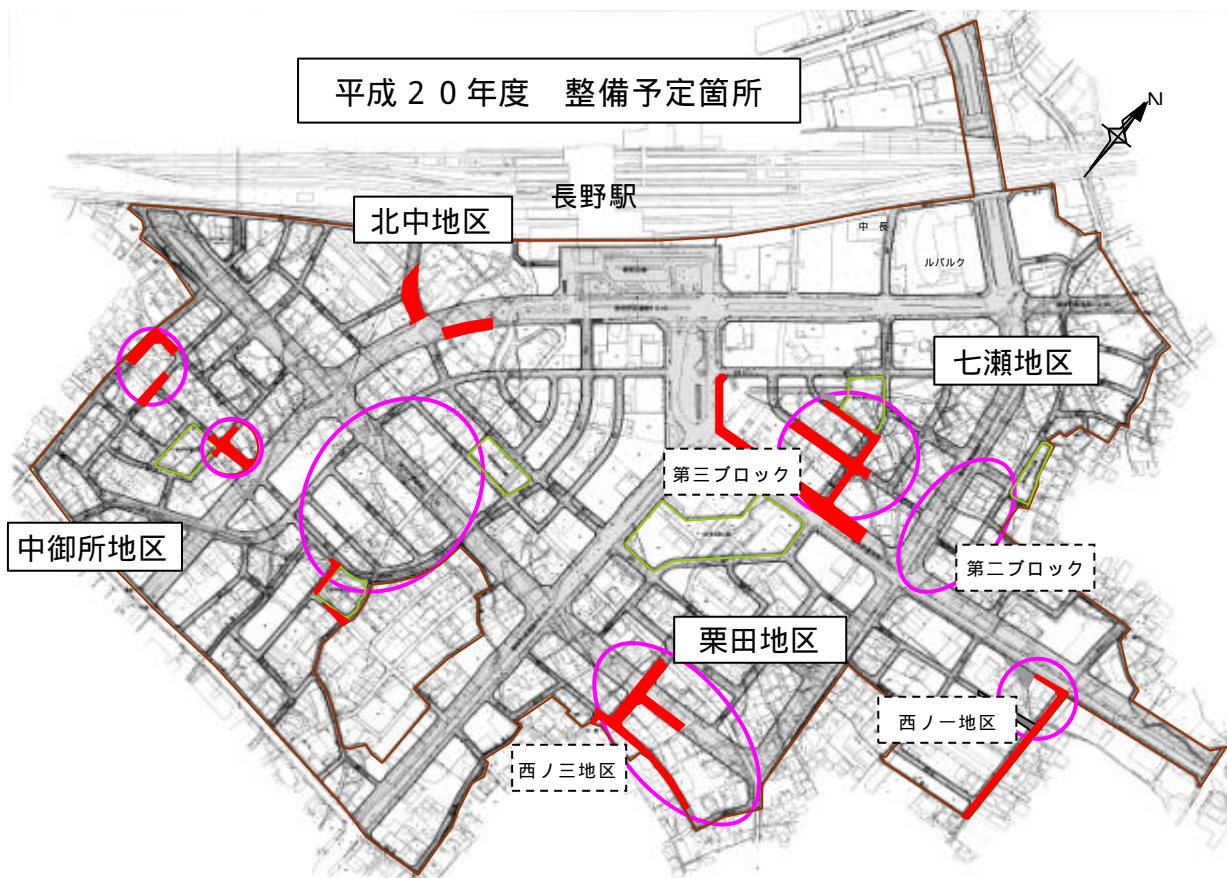 平成２０年度　整備予定箇所
N
長野駅
北中地区
中長
ルパルク
七瀬地区
第三ブロック
中御所地区
第二ブロック
栗田地区
西ノ一地区
西ノ三地区